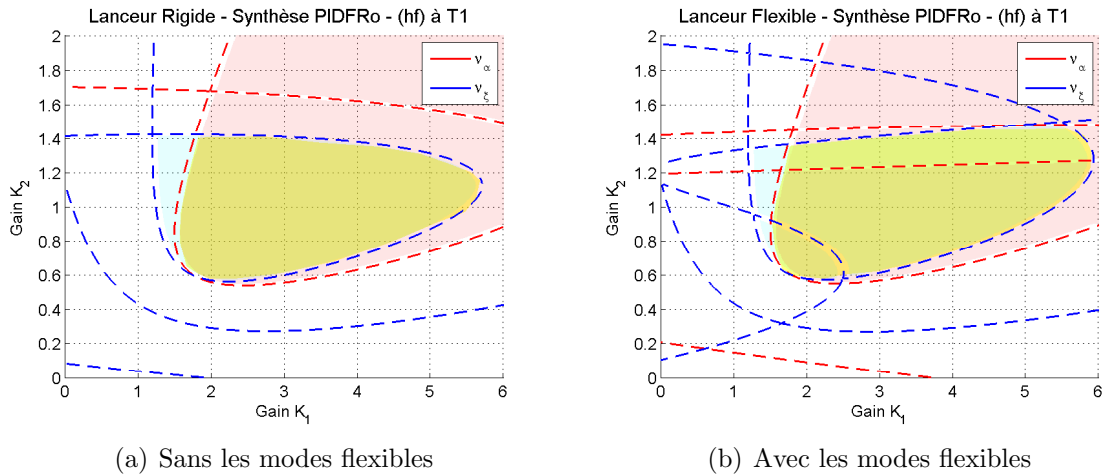 Lanceur Rigide - Synthèse PIDFRo - (hf) à T1
2
1.8
1.6
1.4
1.2
1
0.8
0.6
0.4
0.2
0
Gain K2
ν_α
ν_ξ
0 1 2 3 4 5 6
Gain K1
(a) Sans les modes flexibles
Lanceur Flexible - Synthèse PIDFRo - (hf) à T1
2
1.8
1.6
1.4
1.2
1
0.8
0.6
0.4
0.2
0
Gain K2
ν_α
ν_ξ
0 1 2 3 4 5 6
Gain K1
(b) Avec les modes flexibles